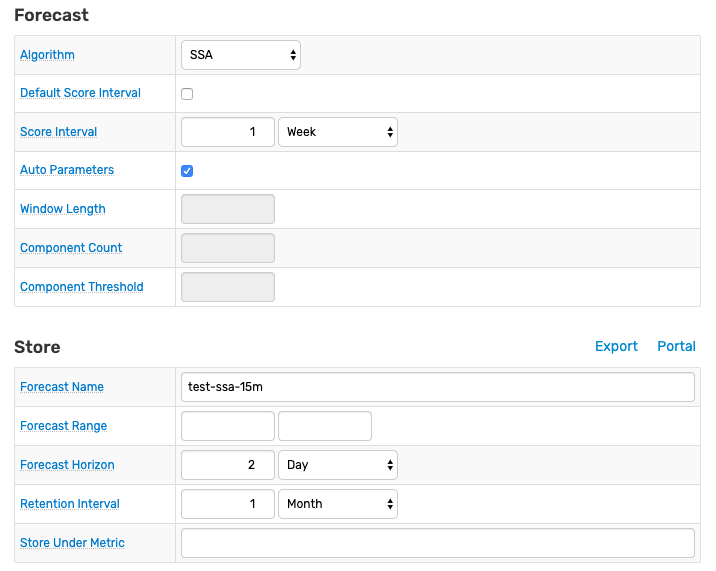 Forecast
Algorithm SSA
Default Score Interval
Score Interval 1 Week
Auto Parameters
Window Length
Component Count
Component Threshold
Store Export Portal
Forecast Name test-ssa-15m
Forecast Range
Forecast Horizon 2 Day
Retention Interval 1 Month
Store Under Metric